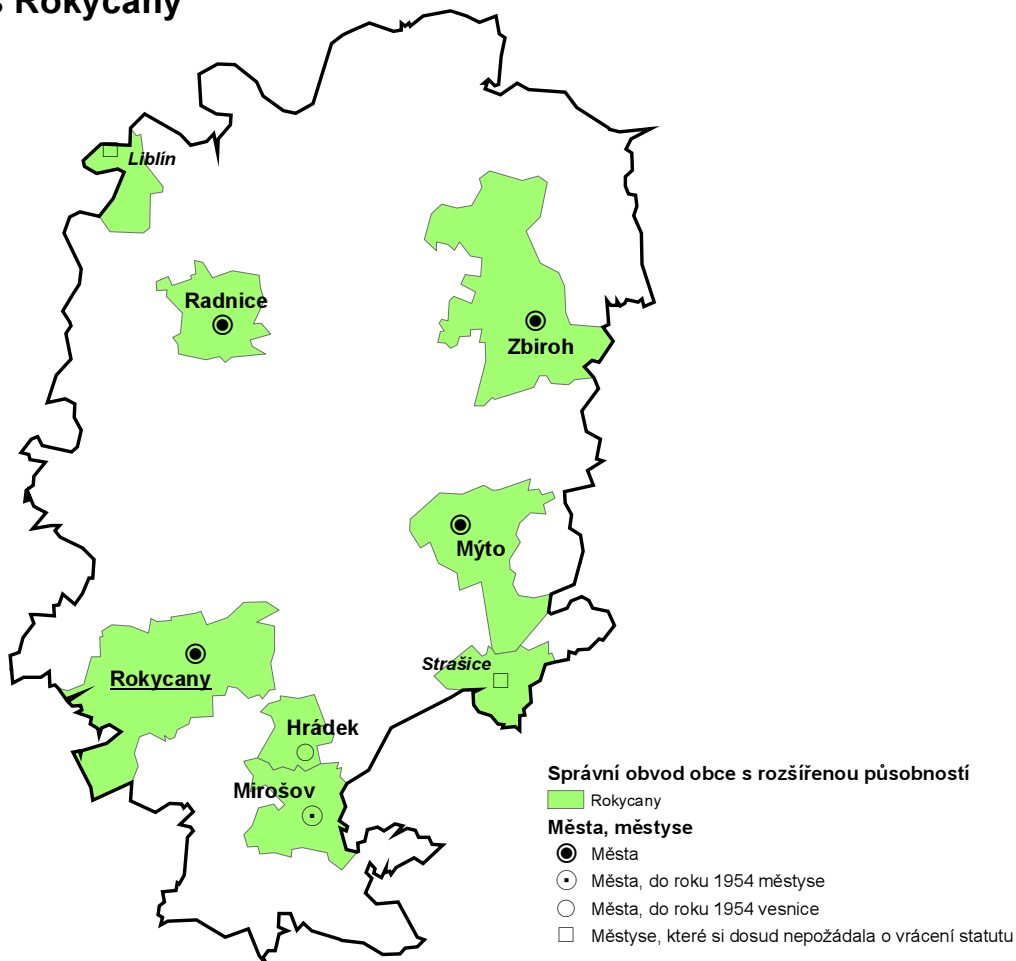 Rokycany
Liblín
Radnice
Zbiroh
Mýto
Strašice
Rokycany
Hrádek
Mirošov
Správní obvod obce s rozšířenou působností
Rokycany
Města, městyse
Města
Města, do roku 1954 městyse
Města, do roku 1954 vesnice
Městyse, které si dosud nepožádala o vrácení statutu